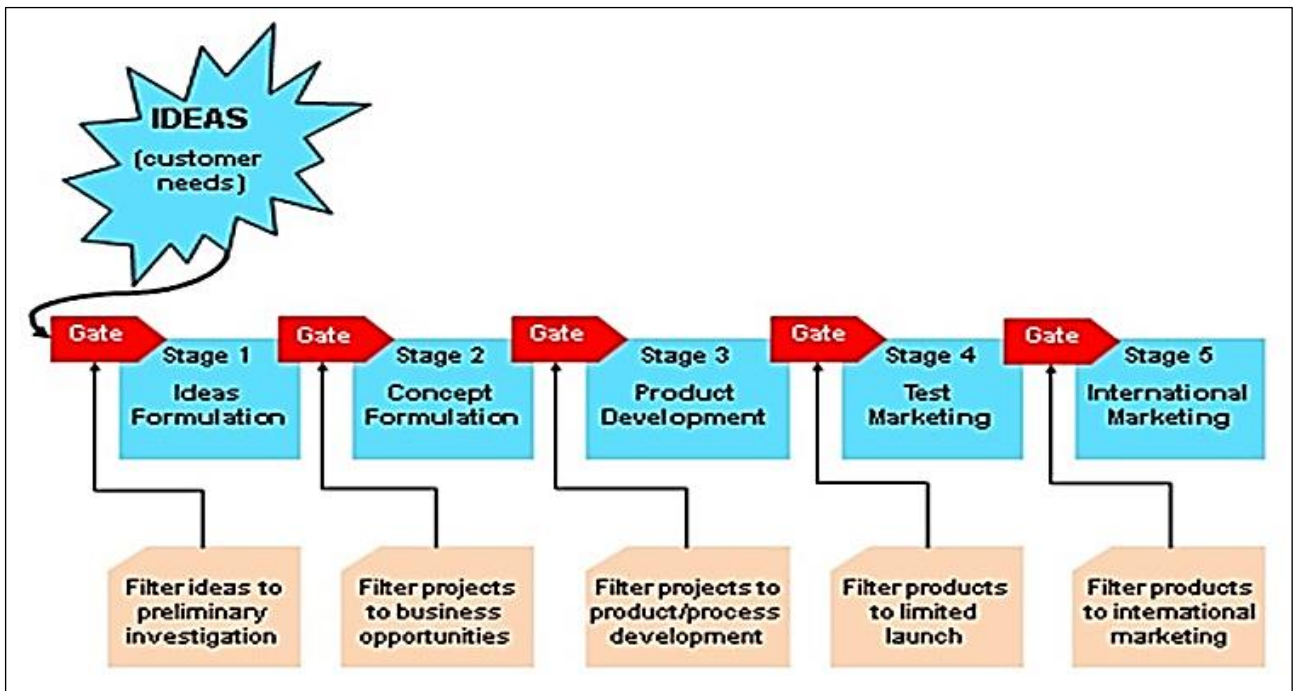 IDEAS
(customer
needs)
Gate
Stage 1
Ideas
Formulation
Gate
Stage 2
Concept
Formulation
Gate
Stage 3
Product
Development
Gate
Stage 4
Test
Marketing
Gate
Stage 5
International
Marketing
Filter ideas to
preliminary
investigation
Filter projects
to business
opportunities
Filter projects to
product/process
development
Filter products
to limited
launch
Filter products
to international
marketing